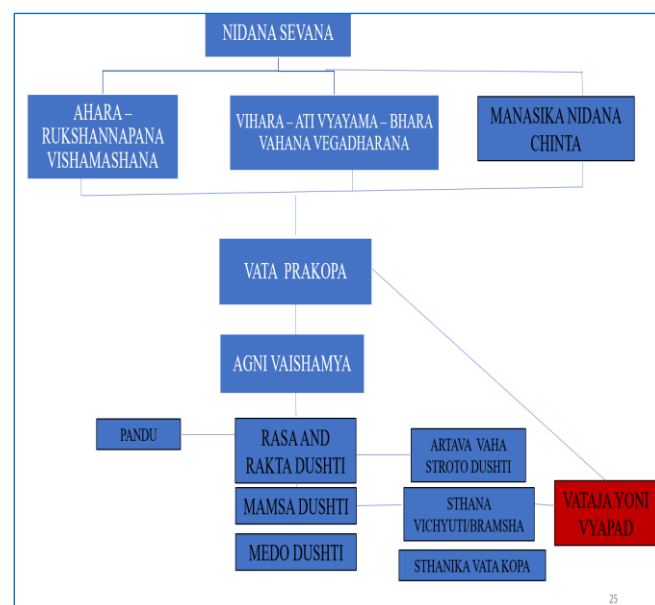 NIDANA SEVANA
AHARA –
RUKSHANNAPANA
VISHAMASHANA
VIHARA – ATI VYAYAMA – BHARA
VAHANA VEGADHARANA
MANASIKA NIDANA
CHINTA
VATA PRAKOPA
AGNI VAISHAMYA
PANDU
RASA AND
RAKTA DUSHTI
ARTAVA VAHA
STROTO DUSHTI
MAMSA DUSHTI
STHANA
VICHYUTI/BRAMSHA
VATAJA YONI
VYAPAD
MEDO DUSHTI
STHANIKA VATA KOPA
25